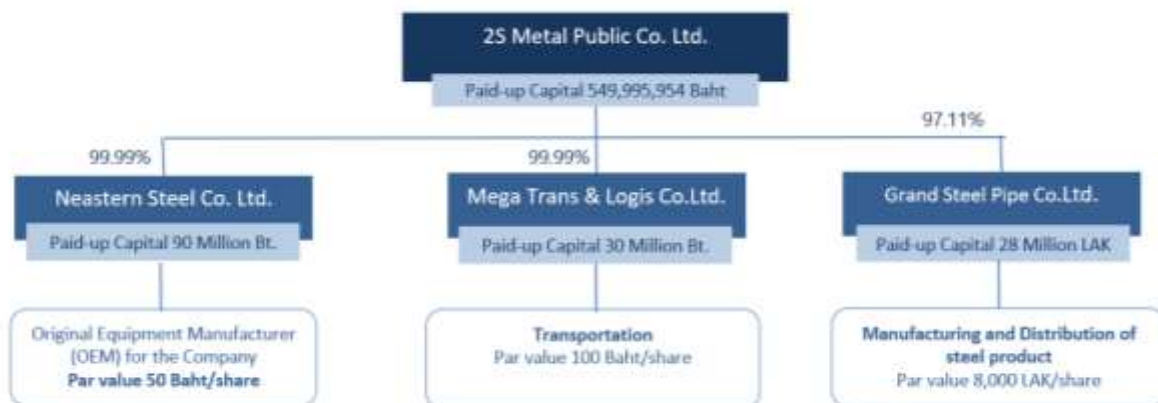 2S Metal Public Co. Ltd.
Paid-up Capital 549,995,954 Baht
97.11%
99.99%
99.99%
Neastern Steel Co. Ltd.
Paid-up Capital 90 Million Bt.
Mega Trans & Logis Co.Ltd.
Paid-up Capital 30 Million Bt.
Grand Steel Pipe Co.Ltd.
Paid-up Capital 28 Million LAK
Original Equipment Manufacturer
(OEM) for the Company
Par value 50 Baht/share
Transportation
Par value 100 Baht/share
Manufacturing and Distribution of
steel product
Par value 8,000 LAK/share